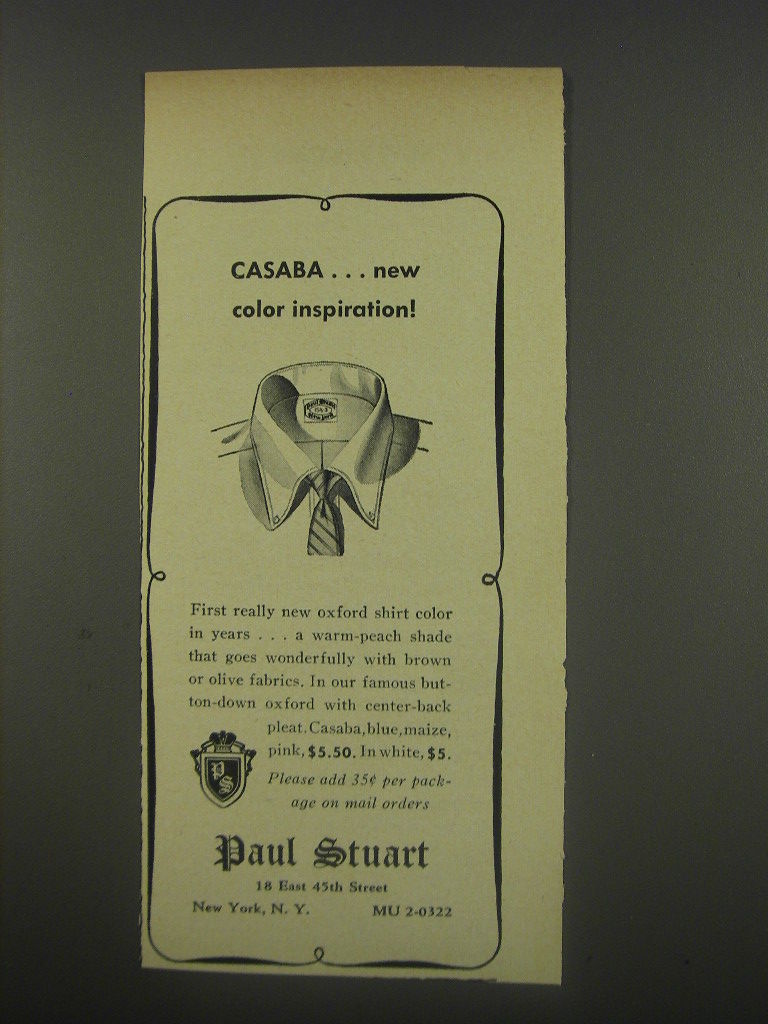 CASABA . . . new
color inspiration!
First really new oxford shirt color
in years . . . a warm-peach shade
that goes wonderfully with brown
or olive fabrics. In our famous but-
ton-down oxford with center-back
pleat. Casaba, blue, maize,
pink, $5.50. In white, $5.
Please add 35¢ per pack-
age on mail orders
PS
Paul Stuart
18 East 45th Street
New York, N. Y. MU 2-0322